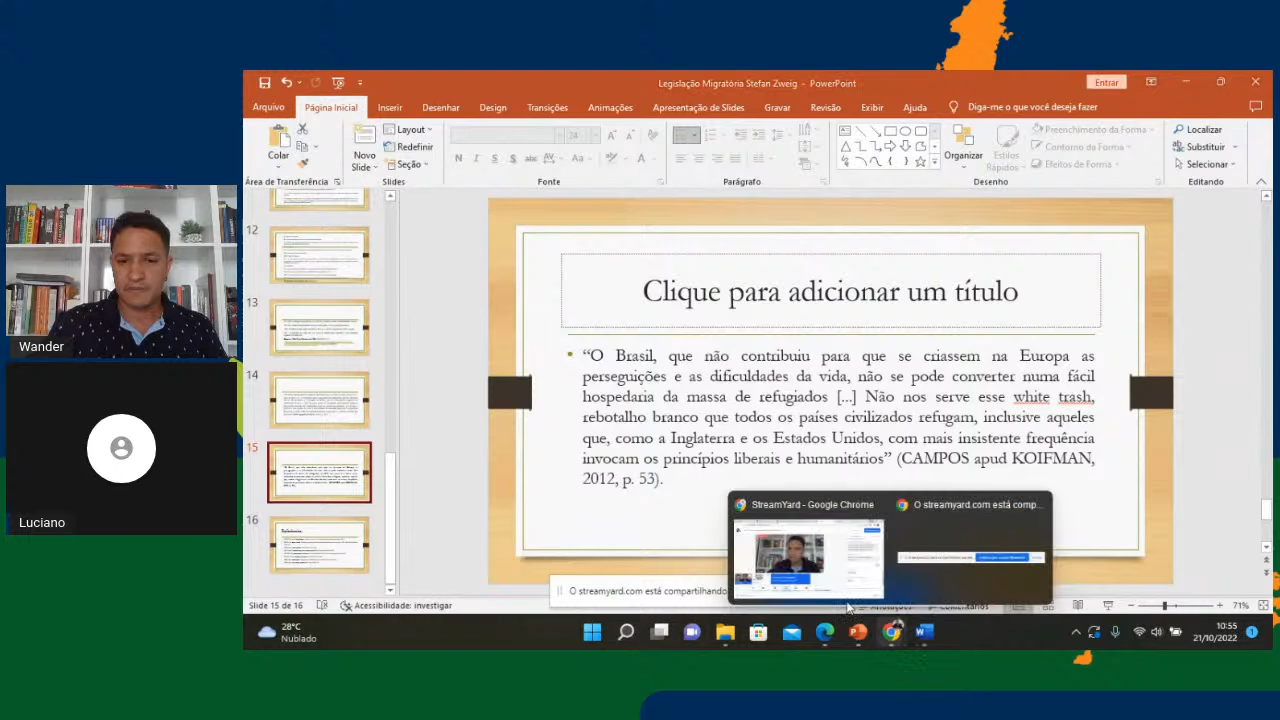 Legislação Migratória Stefan Zweig - PowerPoint
Entrar
Arquivo Página Inicial Inserir Desenhar Design Transições Animações Apresentação de Slides Gravar Revisão Exibir Ajuda Diga-me o que você deseja fazer
Colar
Novo
Slide
Layout
Redefinir
Seção
24
Organizar
Estilos
Rápidos
Preenchimento da Forma
Contorno da Forma
Efeitos de Forma
Localizar
Substituir
Selecionar
Área de Transferência Slides Fonte Parágrafo Desenho Editando
12
13
14
15
16
Clique para adicionar um título
• “O Brasil, que não contribuiu para que se criassem na Europa as
perseguições e as dificuldades da vida, não se pode converter numa fácil
hospedaria da massa de refugiados [...] Não nos serve esse white trash,
rebotalho branco que todos os países civilizados refugam, inclusive aqueles
que, como a Inglaterra e os Estados Unidos, com mais insistente frequência
invocam os princípios liberais e humanitários” (CAMPOS apud KOIFMAN,
2012, p. 53).
StreamYard - Google Chrome
O streamyard.com está comp...
O streamyard.com está compartilhando
Wander
Luciano
Slide 15 de 16 Acessibilidade: investigar
71%
28°C
Nublado
10:55
21/10/2022
1